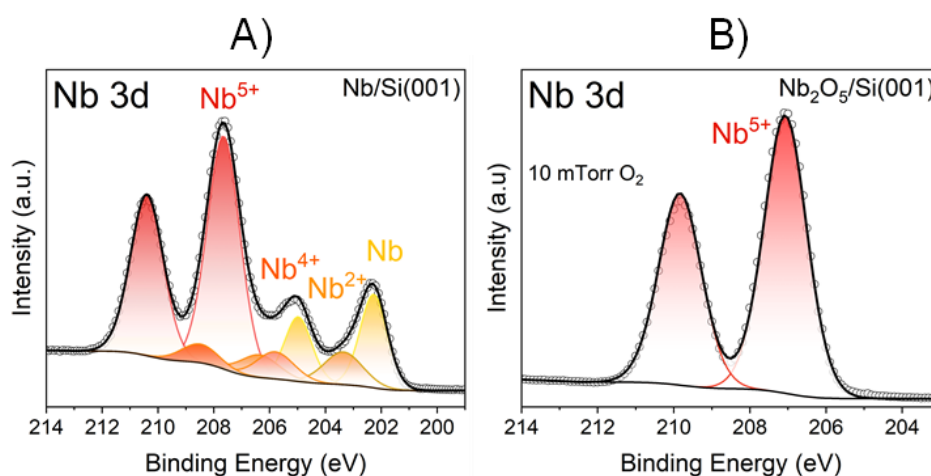 A)
Nb 3d
Nb⁵⁺
Nb/Si(001)
Nb⁴⁺
Nb²⁺
Nb
Intensity (a.u.)
214 212 210 208 206 204 202 200
Binding Energy (eV)
B)
Nb 3d
Nb₂O₅/Si(001)
Nb⁵⁺
10 mTorr O₂
Intensity (a.u)
214 212 210 208 206 204
Binding Energy (eV)